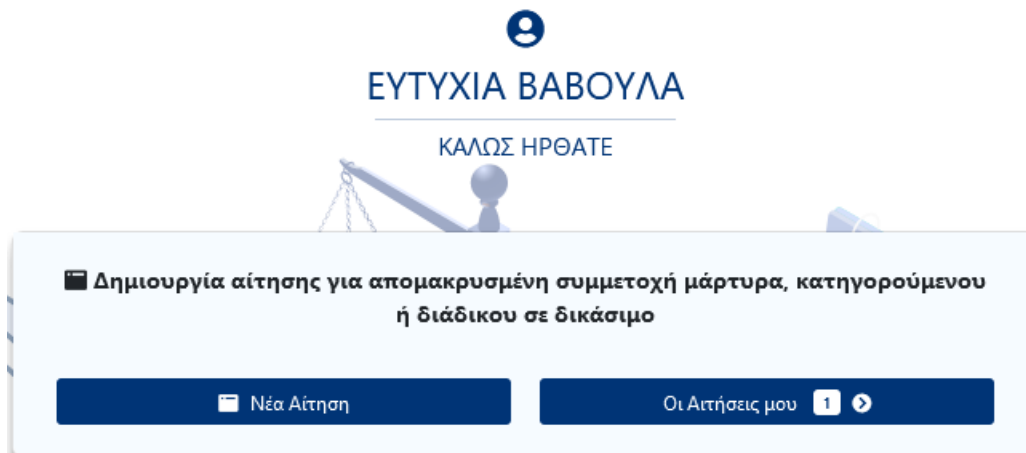 ΕΥΤΥΧΙΑ ΒΑΒΟΥΛΑ
ΚΑΛΩΣ ΗΡΘΑΤΕ
Δημιουργία αίτησης για απομακρυσμένη συμμετοχή μάρτυρα, κατηγορούμενου
ή διάδικου σε δικάσιμο
Νέα Αίτηση
Οι Αιτήσεις μου 1